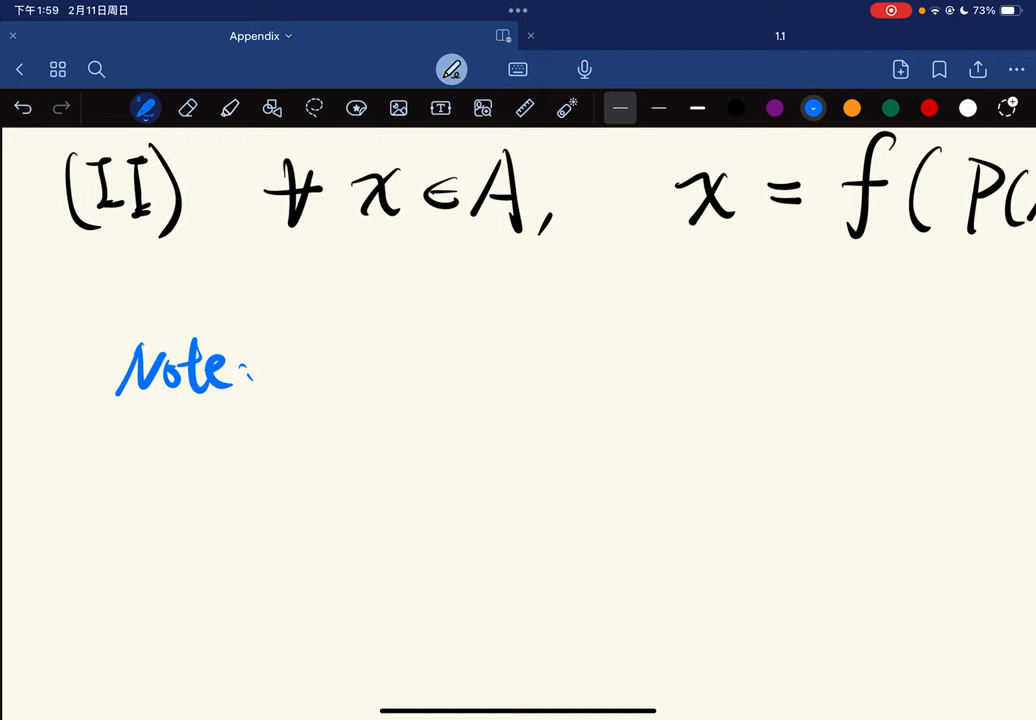 下午1:59 2月11日周日 73%
Appendix 1.1
(II) ∀ x ∈ A, x = f( P(
Note: